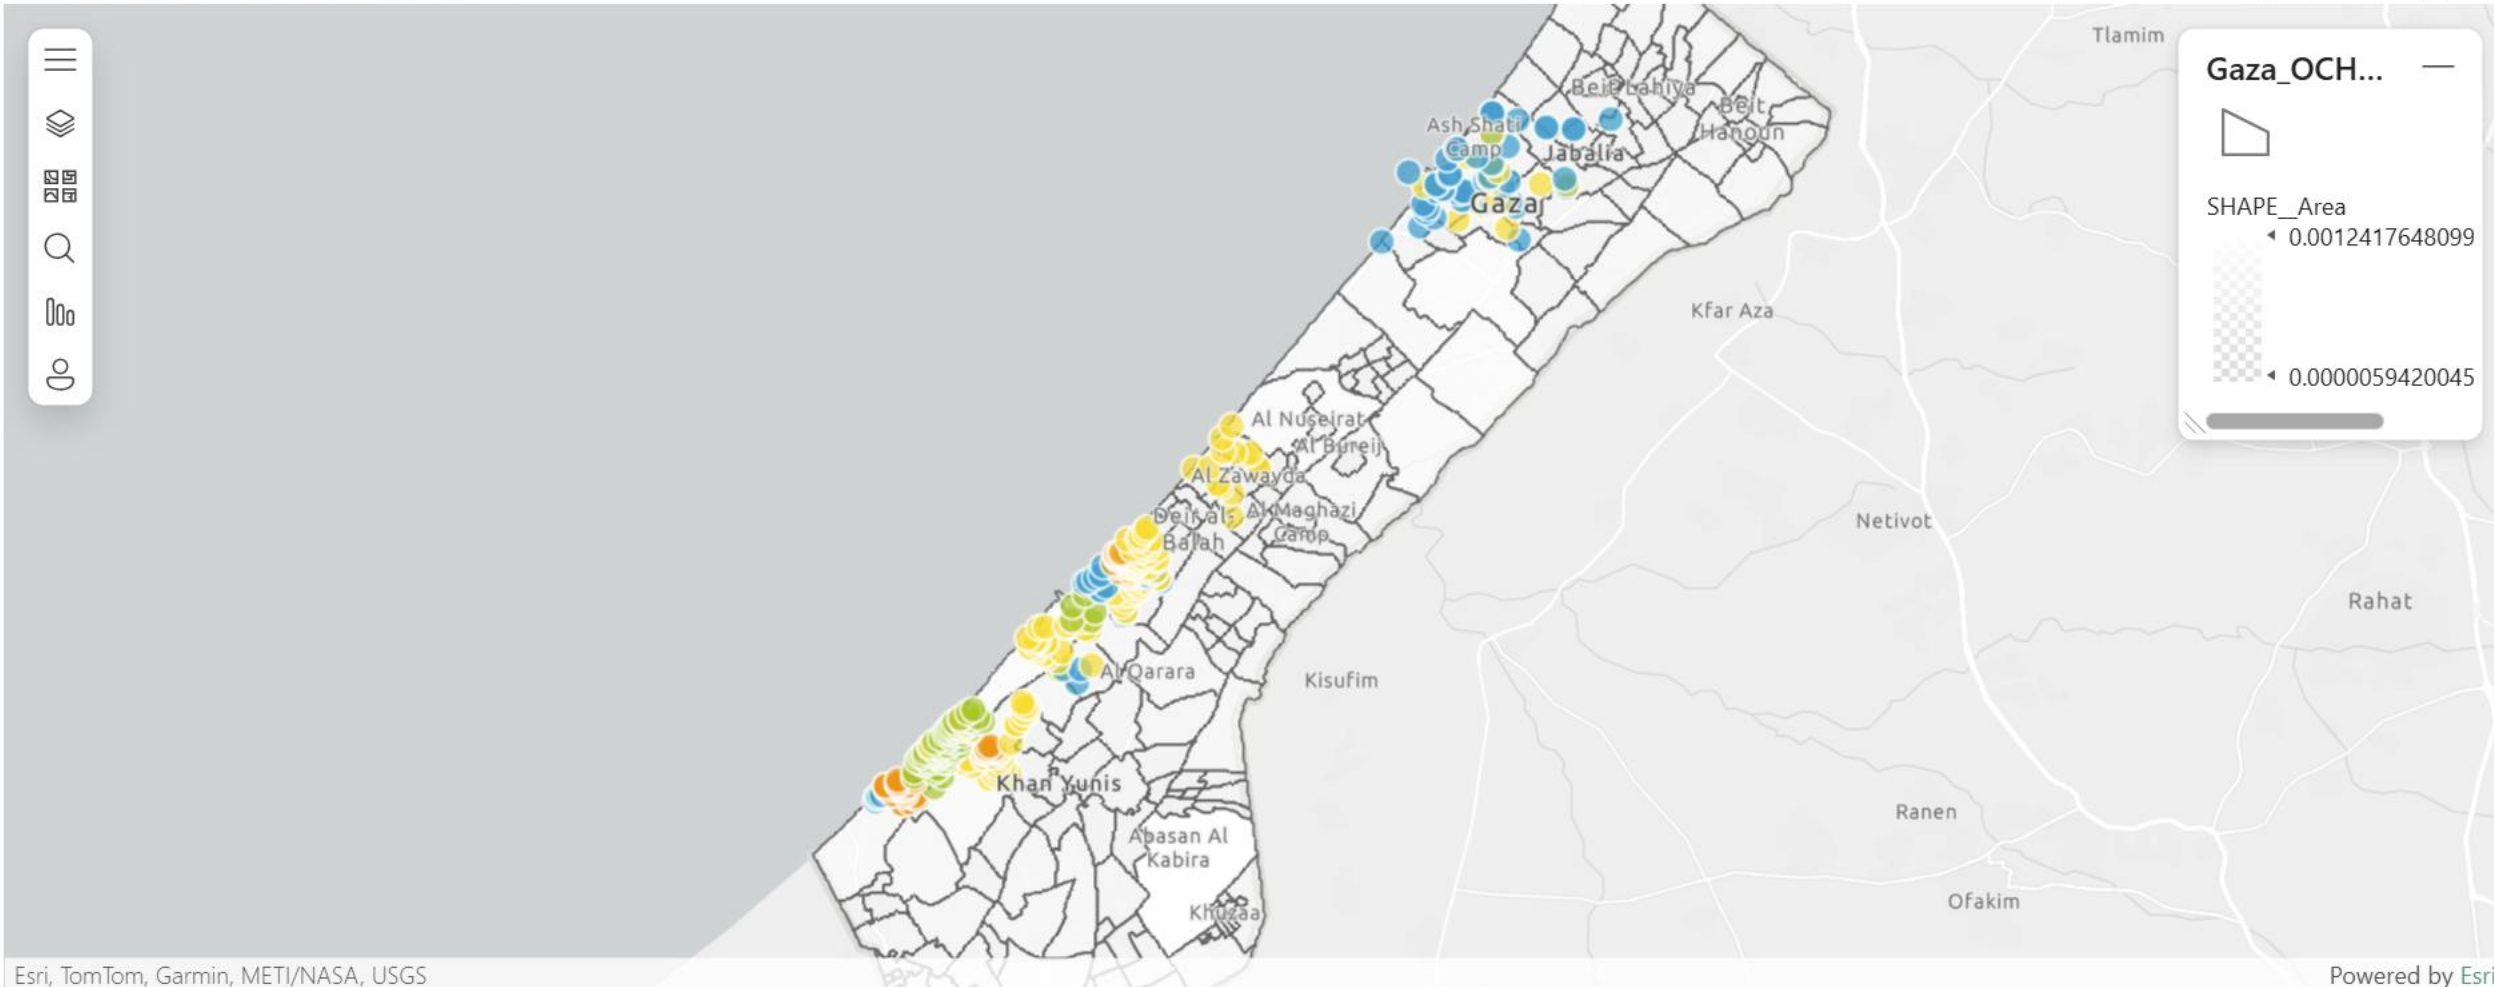 Tlamim
Gaza_OCH...
SHAPE__Area
0.0012417648099
0.0000059420045
Beit Lahiya
Beit
Hanoun
Ash Shati
Camp
Jabalia
Gaza
Kfar Aza
Al Nuseirat
Al Bureij
Al Zawayda
Deir al-
Balah
Al Maghazi
Camp
Netivot
Rahat
Al Qarara
Kisufim
Khan Yunis
Abasan Al
Kabira
Ranen
Khuzaa
Ofakim
Esri, TomTom, Garmin, METI/NASA, USGS
Powered by Esri